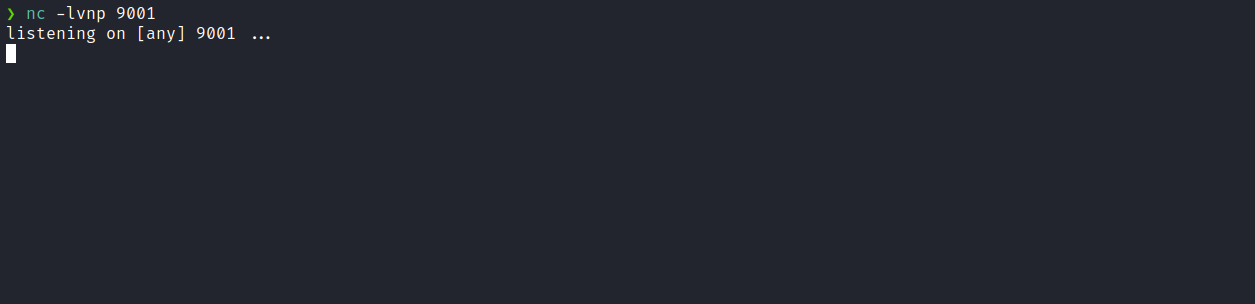 ❯ nc -lvnp 9001
listening on [any] 9001 ...